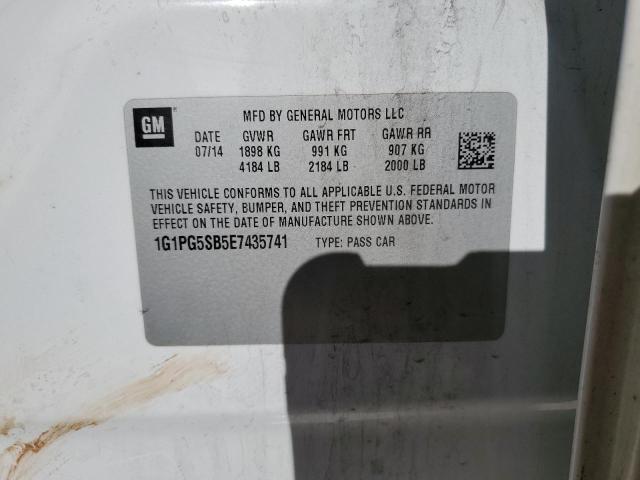 GM
MFD BY GENERAL MOTORS LLC
DATE GVWR GAWR FRT GAWR RR
07/14 1898 KG 991 KG 907 KG
4184 LB 2184 LB 2000 LB
THIS VEHICLE CONFORMS TO ALL APPLICABLE U.S. FEDERAL MOTOR
VEHICLE SAFETY, BUMPER, AND THEFT PREVENTION STANDARDS IN
EFFECT ON THE DATE OF MANUFACTURE SHOWN ABOVE.
1G1PG5SB5E7435741 TYPE: PASS CAR